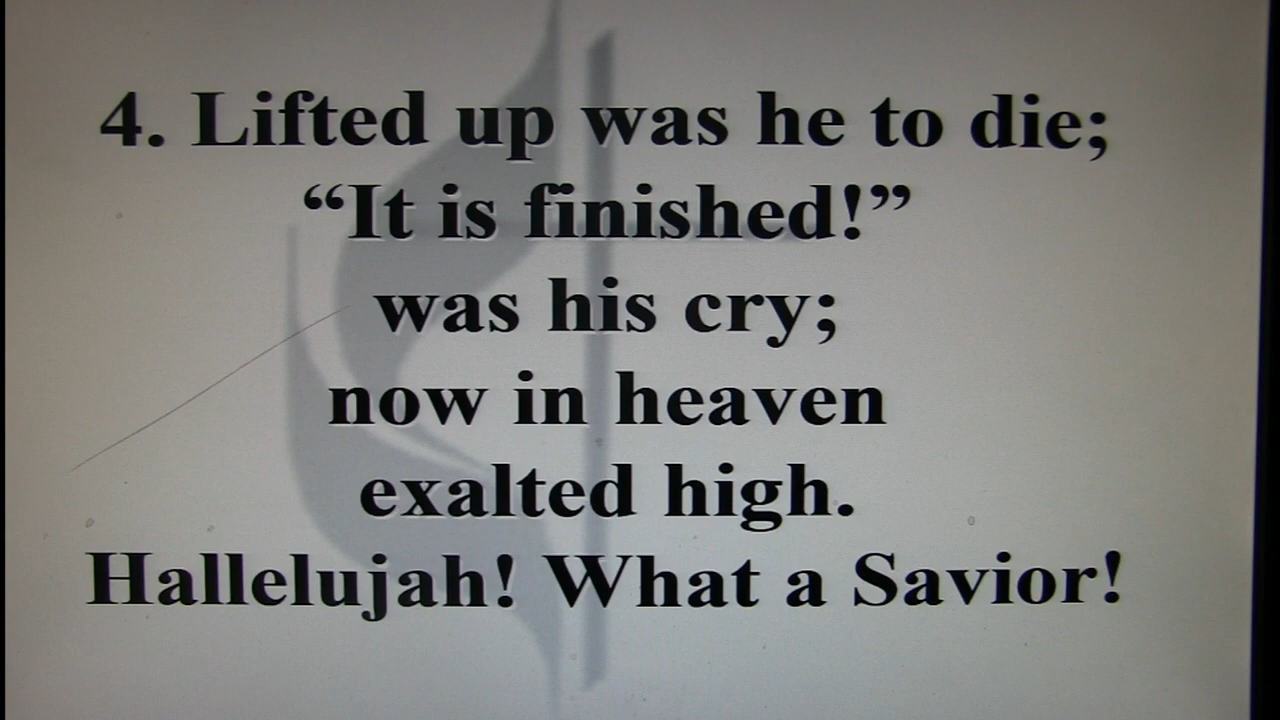 4. Lifted up was he to die;
“It is finished!”
was his cry;
now in heaven
exalted high.
Hallelujah! What a Savior!